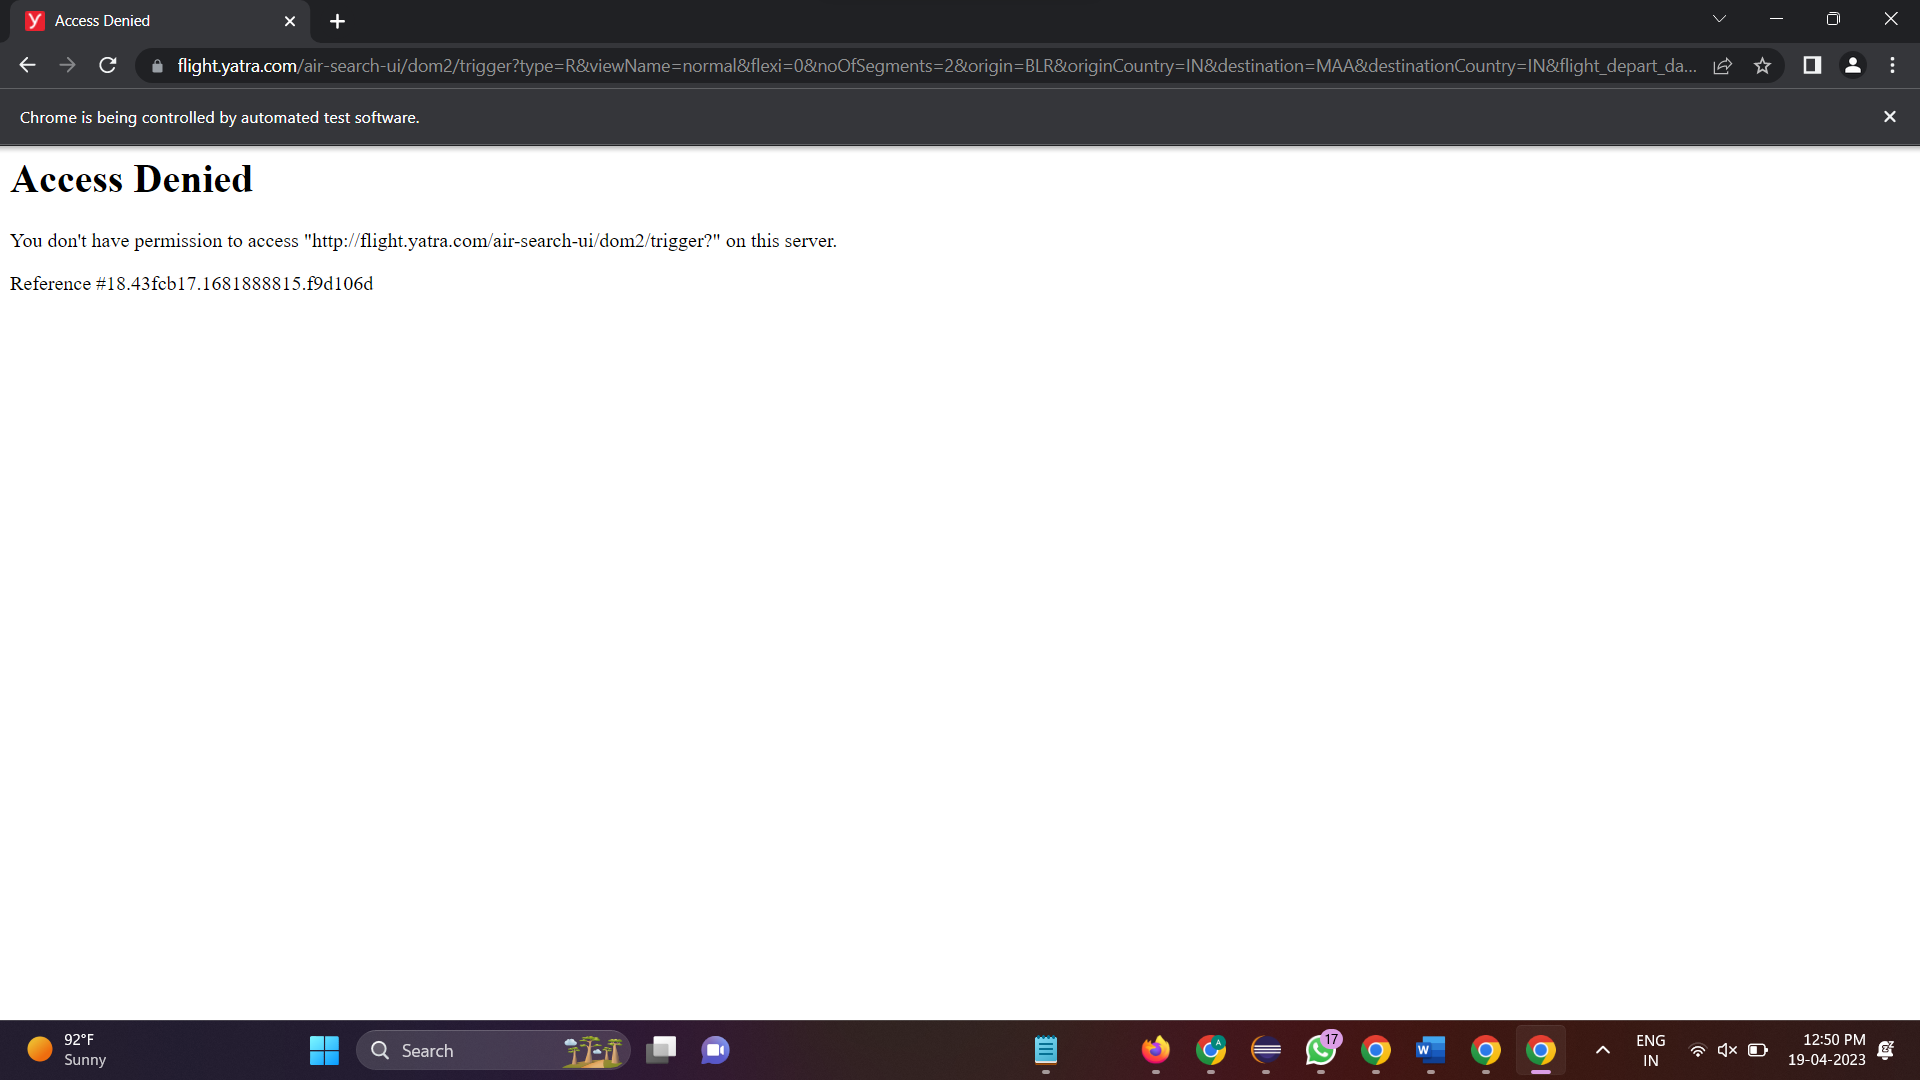 Access Denied
flight.yatra.com/air-search-ui/dom2/trigger?type=R&viewName=normal&flexi=0&noOfSegments=2&origin=BLR&originCountry=IN&destination=MAA&destinationCountry=IN&flight_depart_da...
Chrome is being controlled by automated test software.
Access Denied
You don't have permission to access "http://flight.yatra.com/air-search-ui/dom2/trigger?" on this server.
Reference #18.43fcb17.1681888815.f9d106d
92°F
Sunny
Search
17
ENG
IN
12:50 PM
19-04-2023